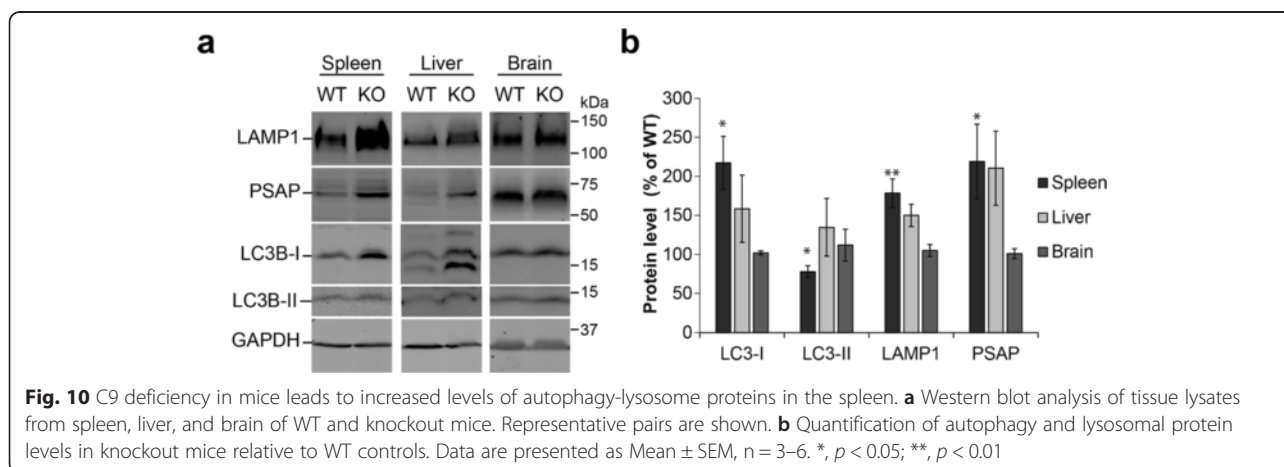 a
Spleen Liver Brain
WT KO WT KO WT KO
kDa
LAMP1
150
100
PSAP
75
50
LC3B-I
15
LC3B-II
15
GAPDH
37
b
Protein level (% of WT)
300
250
200
150
100
50
0
* * ** *
LC3-I LC3-II LAMP1 PSAP
Spleen
Liver
Brain
Fig. 10 C9 deficiency in mice leads to increased levels of autophagy-lysosome proteins in the spleen. a Western blot analysis of tissue lysates
from spleen, liver, and brain of WT and knockout mice. Representative pairs are shown. b Quantification of autophagy and lysosomal protein
levels in knockout mice relative to WT controls. Data are presented as Mean ± SEM, n = 3–6. *, p < 0.05; **, p < 0.01